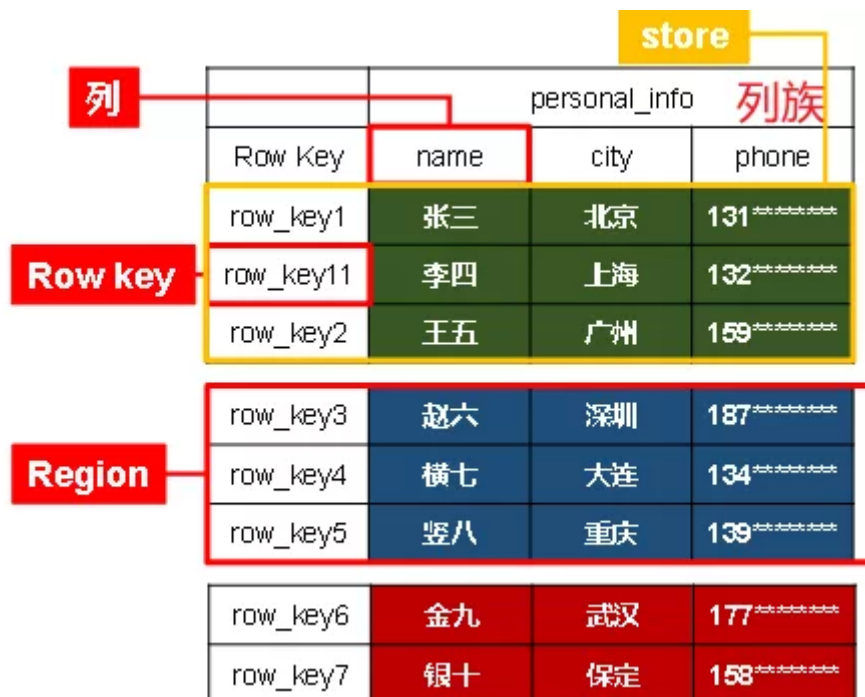 store
列
personal_info 列族
Row Key name city phone
row_key1 张三 北京 131********
Row key
row_key11 李四 上海 132********
row_key2 王五 广州 159********
row_key3 赵六 深圳 187********
Region
row_key4 横七 大连 134********
row_key5 竖八 重庆 139********
row_key6 金九 武汉 177********
row_key7 银十 保定 158********